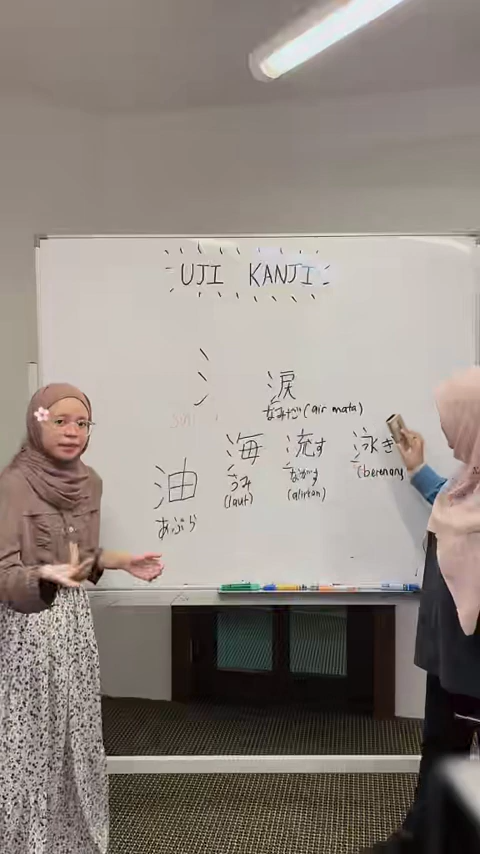 UJI KANJI
氵
涙
なみだ (air mata)
海
うみ
(laut)
流す
ながす
(alirkan)
泳ぎ
(berenang
油
あぶら